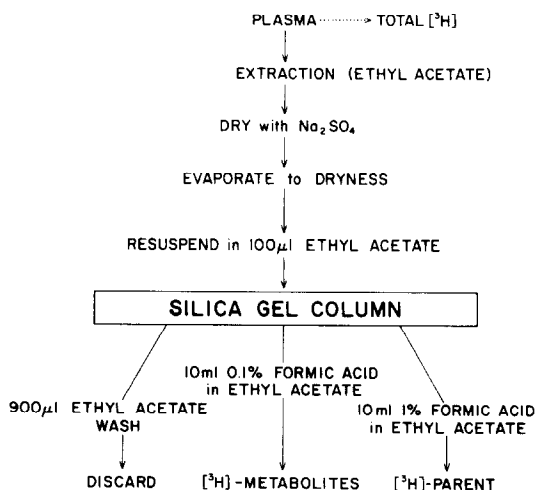 PLASMA TOTAL [³H]
EXTRACTION (ETHYL ACETATE)
DRY with Na₂SO₄
EVAPORATE to DRYNESS
RESUSPEND in 100µl ETHYL ACETATE
SILICA GEL COLUMN
900µl ETHYL ACETATE
WASH
10ml 0.1% FORMIC ACID
in ETHYL ACETATE
10ml 1% FORMIC ACID
in ETHYL ACETATE
DISCARD [³H]-METABOLITES [³H]-PARENT